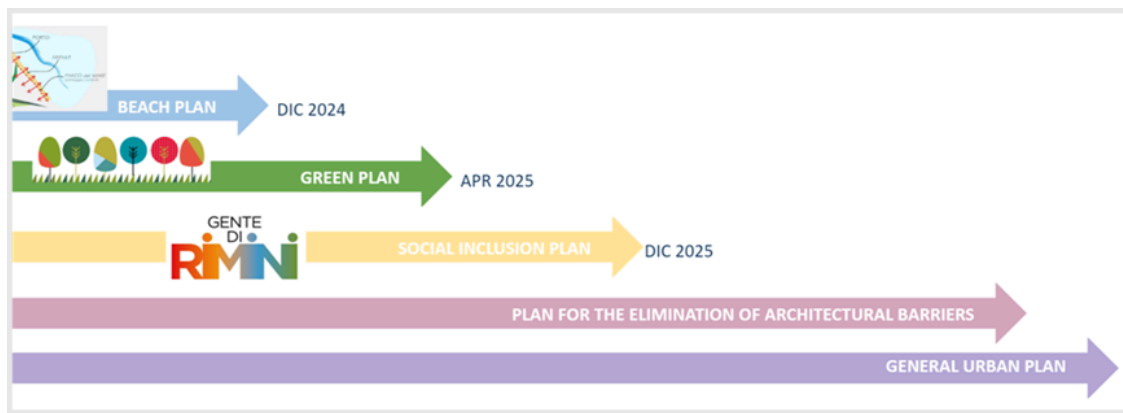 PORTO
BEACH PLAN
DIC 2024
GREEN PLAN
APR 2025
GENTE
DI
RiMiNi
SOCIAL INCLUSION PLAN
DIC 2025
PLAN FOR THE ELIMINATION OF ARCHITECTURAL BARRIERS
GENERAL URBAN PLAN